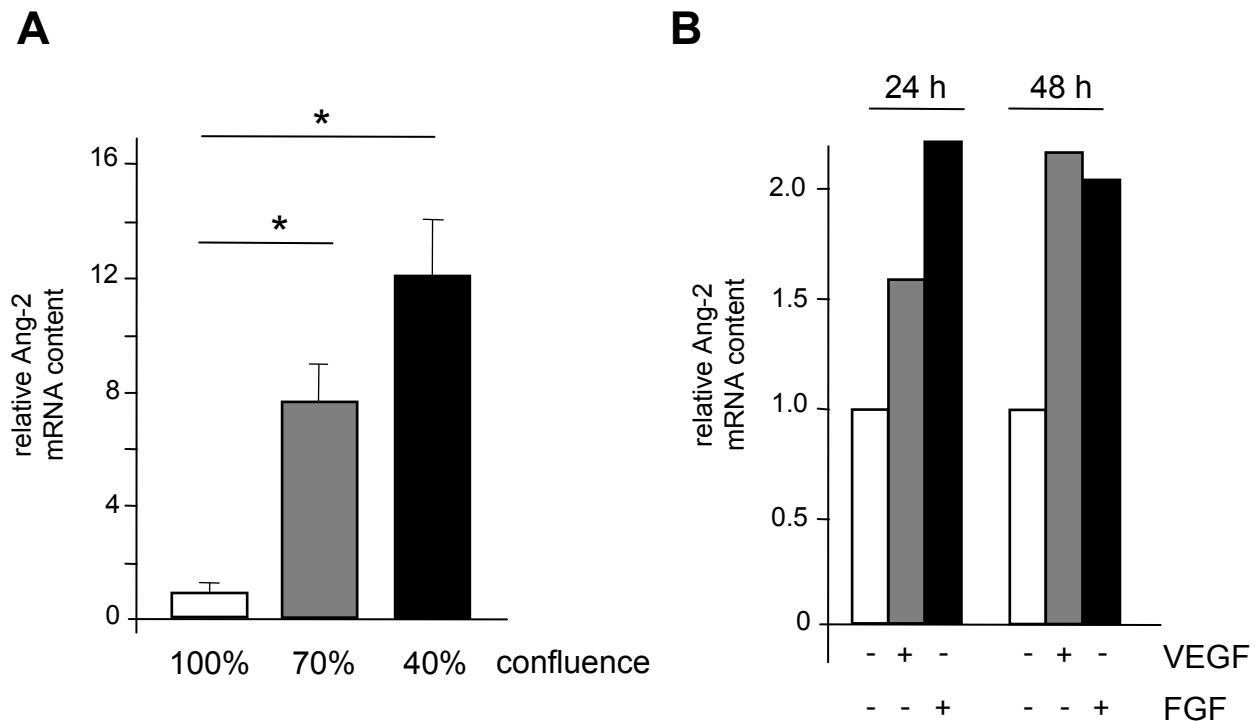 A
*
*
16
12
8
4
0
relative Ang-2
mRNA content
100% 70% 40% confluence
B
24 h 48 h
2.0
1.5
1.0
0.5
0
relative Ang-2
mRNA content
- + - - + - VEGF
- - + - - + FGF